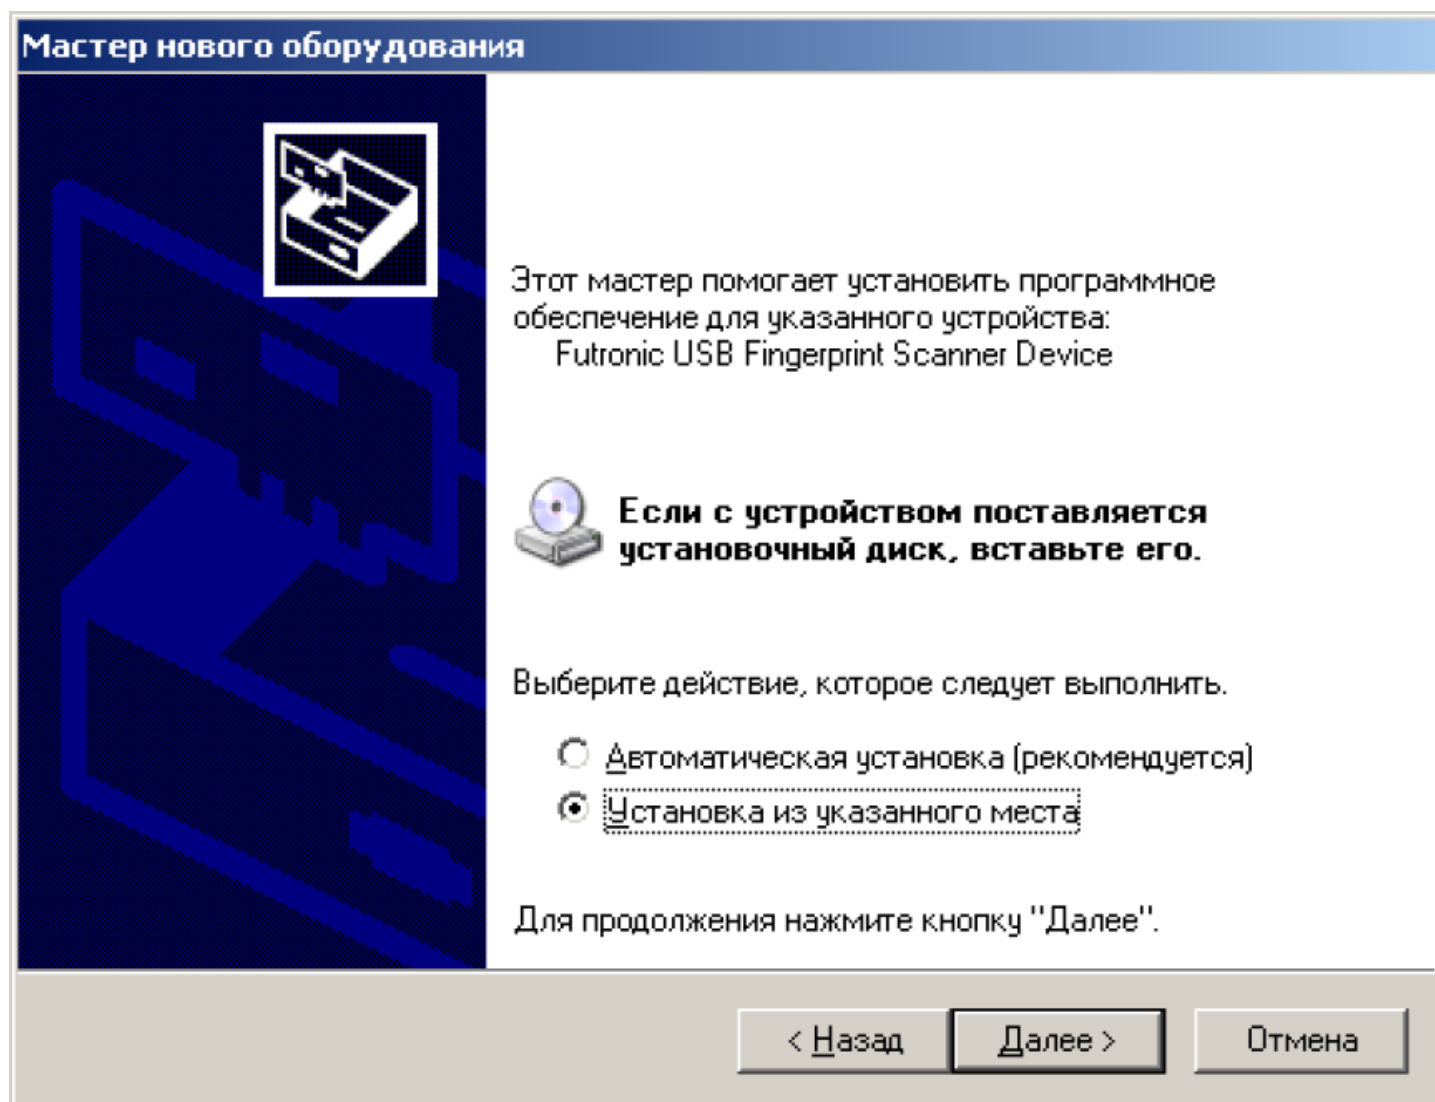 Мастер нового оборудования
Этот мастер помогает установить программное
обеспечение для указанного устройства:
Futronic USB Fingerprint Scanner Device
Если с устройством поставляется
установочный диск, вставьте его.
Выберите действие, которое следует выполнить.
Автоматическая установка (рекомендуется)
Установка из указанного места
Для продолжения нажмите кнопку "Далее".
< Назад Далее > Отмена